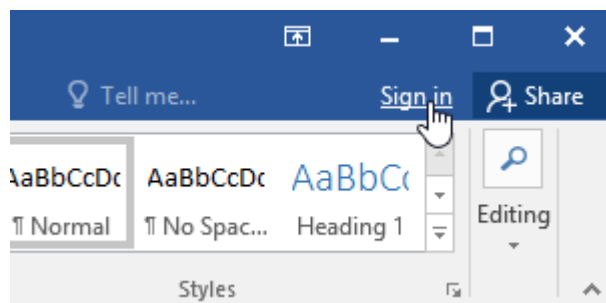 Tell me... Sign in Share
AaBbCcDc AaBbCcDc AaBbCc
¶ Normal ¶ No Spac... Heading 1 Editing
Styles